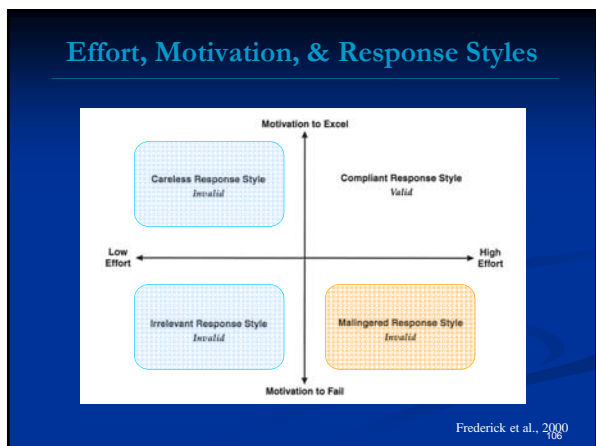 Effort, Motivation, & Response Styles
Motivation to Excel
Careless Response Style
Invalid
Compliant Response Style
Valid
Low
Effort
High
Effort
Irrelevant Response Style
Invalid
Malingered Response Style
Invalid
Motivation to Fail
Frederick et al., 2000
106